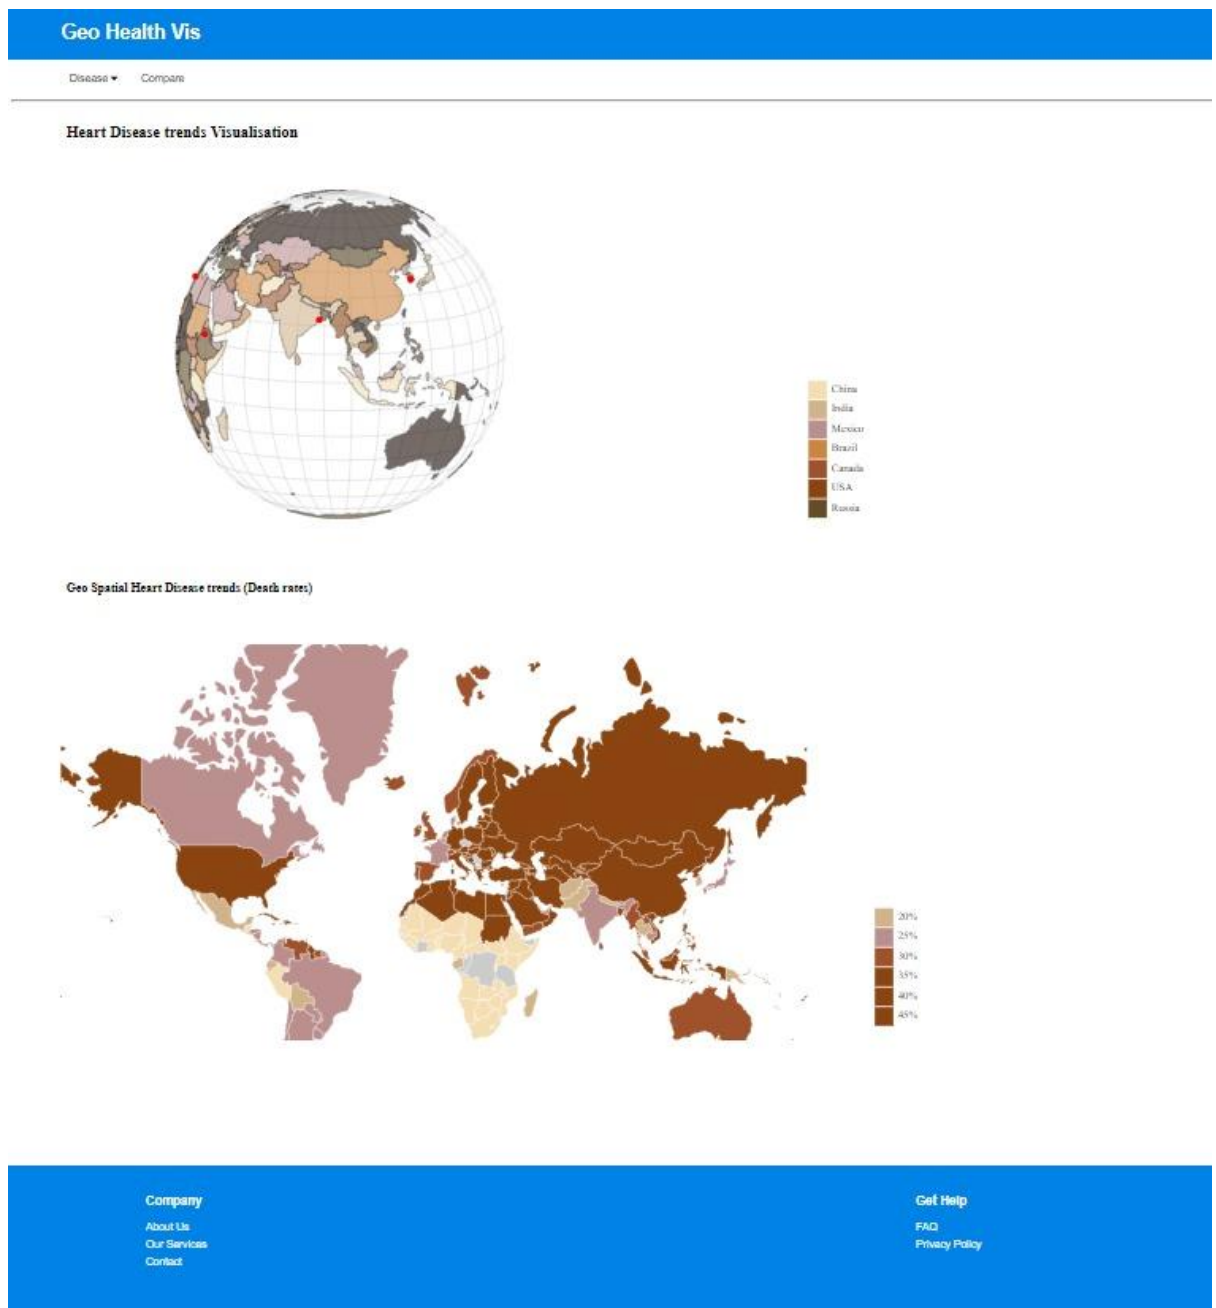 Geo Health Vis
Disease Compare
Heart Disease trends Visualisation
China
India
Mexico
Brazil
Canada
USA
Russia
Geo Spatial Heart Disease trends (Death rates)
20%
25%
30%
35%
40%
45%
Company
About Us
Our Services
Contact
Get Help
FAQ
Privacy Policy